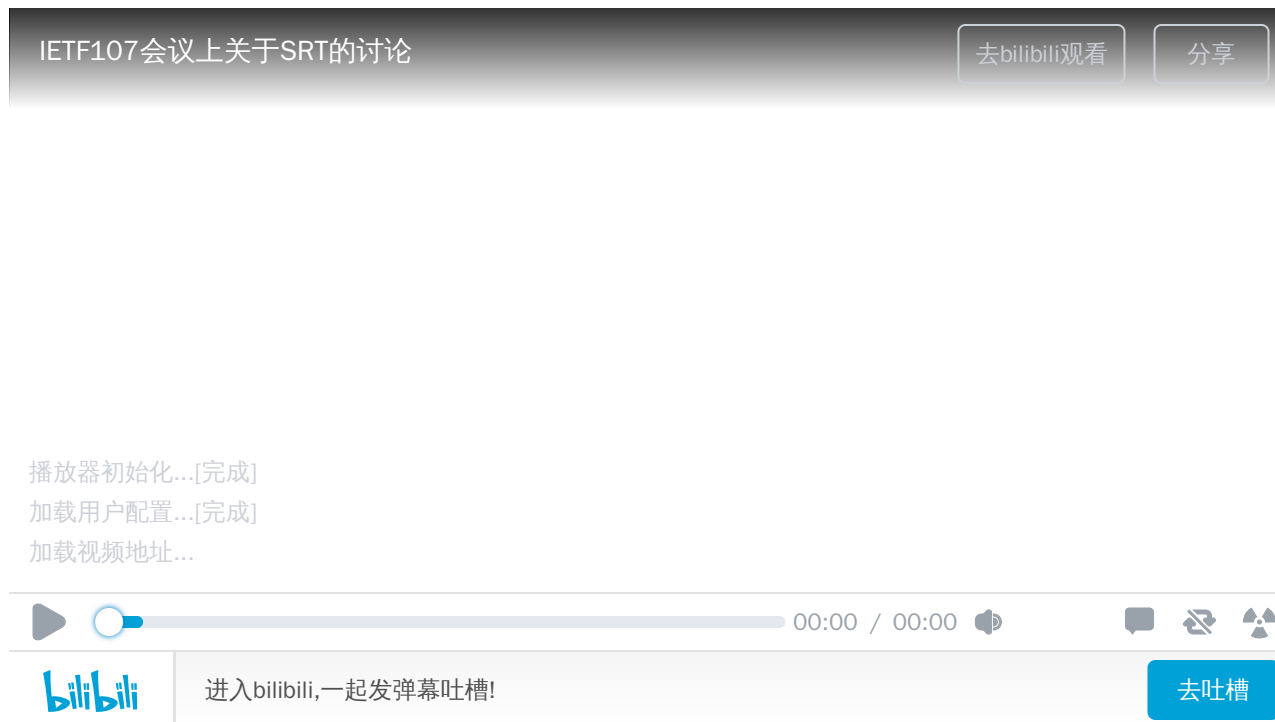 IETF107会议上关于SRT的讨论
去bilibili观看
分享
播放器初始化...[完成]
加载用户配置...[完成]
加载视频地址...
00:00 / 00:00
bilibili
进入bilibili,一起发弹幕吐槽!
去吐槽